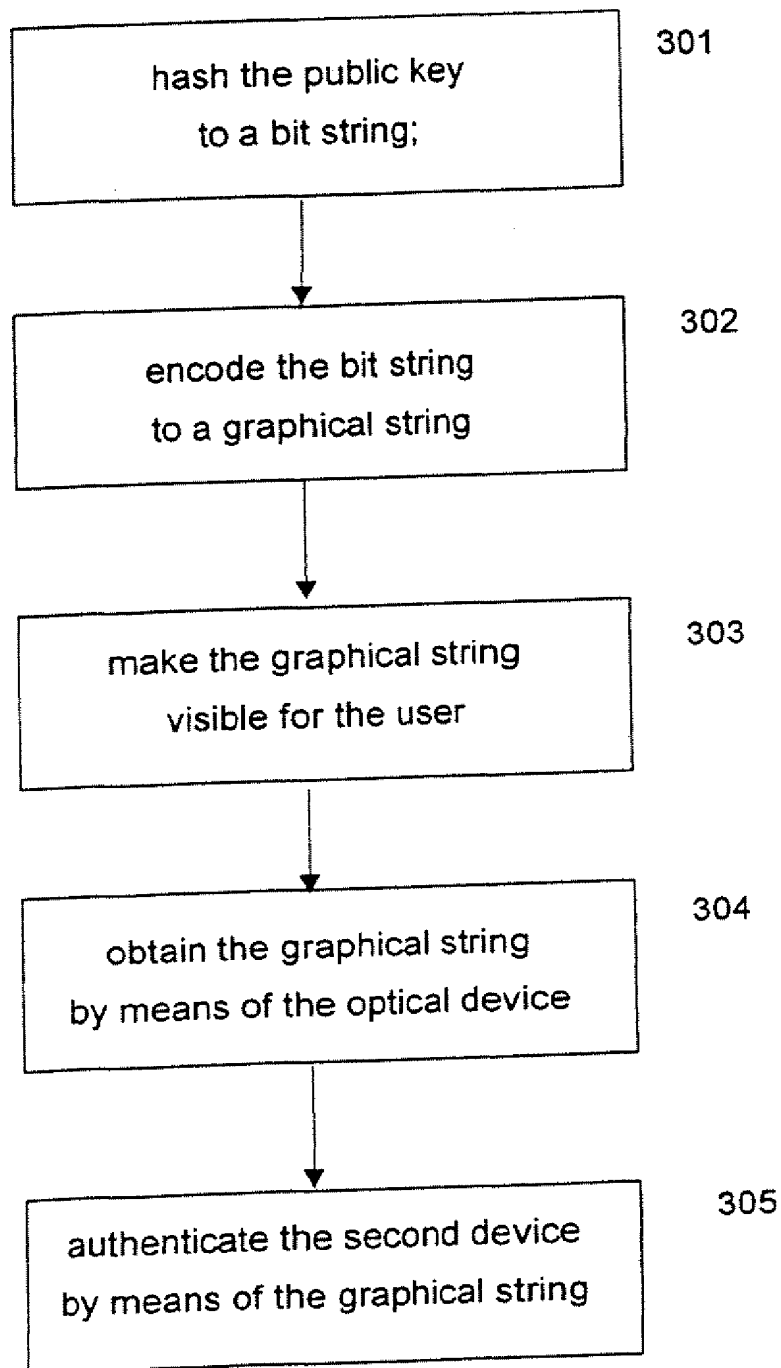 301
hash the public key
to a bit string;
302
encode the bit string
to a graphical string
303
make the graphical string
visible for the user
304
obtain the graphical string
by means of the optical device
305
authenticate the second device
by means of the graphical string